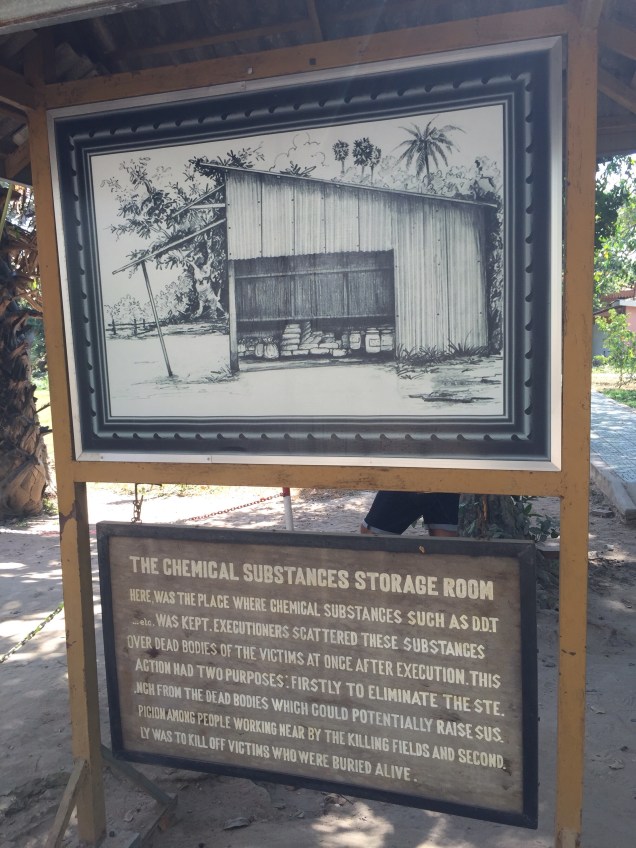 THE CHEMICAL SUBSTANCES STORAGE ROOM
HERE, WAS THE PLACE WHERE CHEMICAL SUBSTANCES SUCH AS D.D.T
...etc. WAS KEPT. EXECUTIONERS SCATTERED THESE SUBSTANCES
OVER DEAD BODIES OF THE VICTIMS AT ONCE AFTER EXECUTION. THIS
ACTION HAD TWO PURPOSES: FIRSTLY TO ELIMINATE THE STE.
.NCH FROM THE DEAD BODIES WHICH COULD POTENTIALLY RAISE SUS.
PICION AMONG PEOPLE WORKING NEAR BY THE KILLING FIELDS AND SECOND.
LY WAS TO KILL OFF VICTIMS WHO WERE BURIED ALIVE.